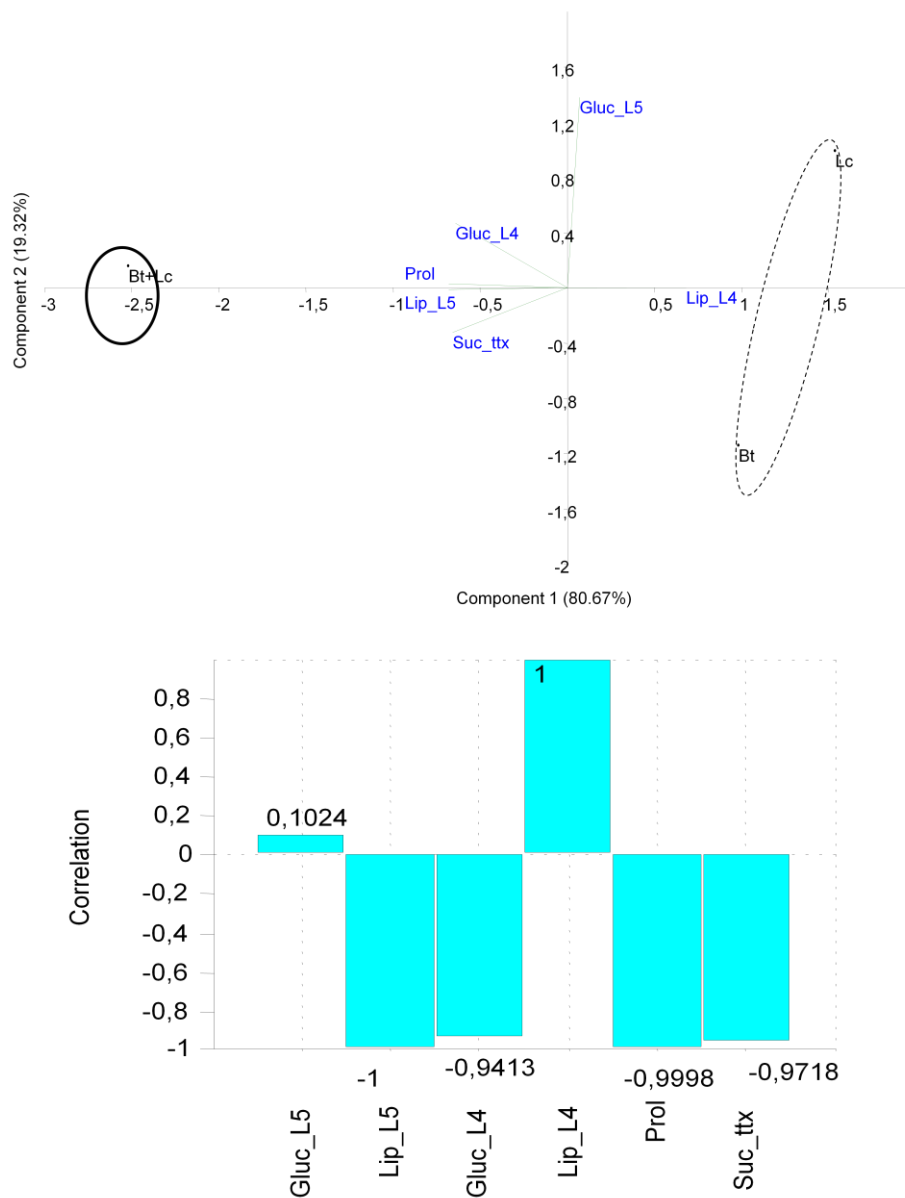 1,6
Gluc_L5
1,2
0,8
Lc
0,4
Gluc_L4
Component 2 (19.32%)
Prol
Bt+Lc
Lip_L5
Lip_L4
-3
-2,5
-2
-1,5
-1
-0,5
0,5
1
1,5
Suc_ttx
-0,4
-0,8
Bt
-1,2
-1,6
-2
Component 1 (80.67%)
1
0,8
0,6
0,4
0,2
0,1024
0
Correlation
-0,2
-0,4
-0,6
-0,8
-1
-1
-0,9413
-0,9998
-0,9718
Gluc_L5
Lip_L5
Gluc_L4
Lip_L4
Prol
Suc_ttx